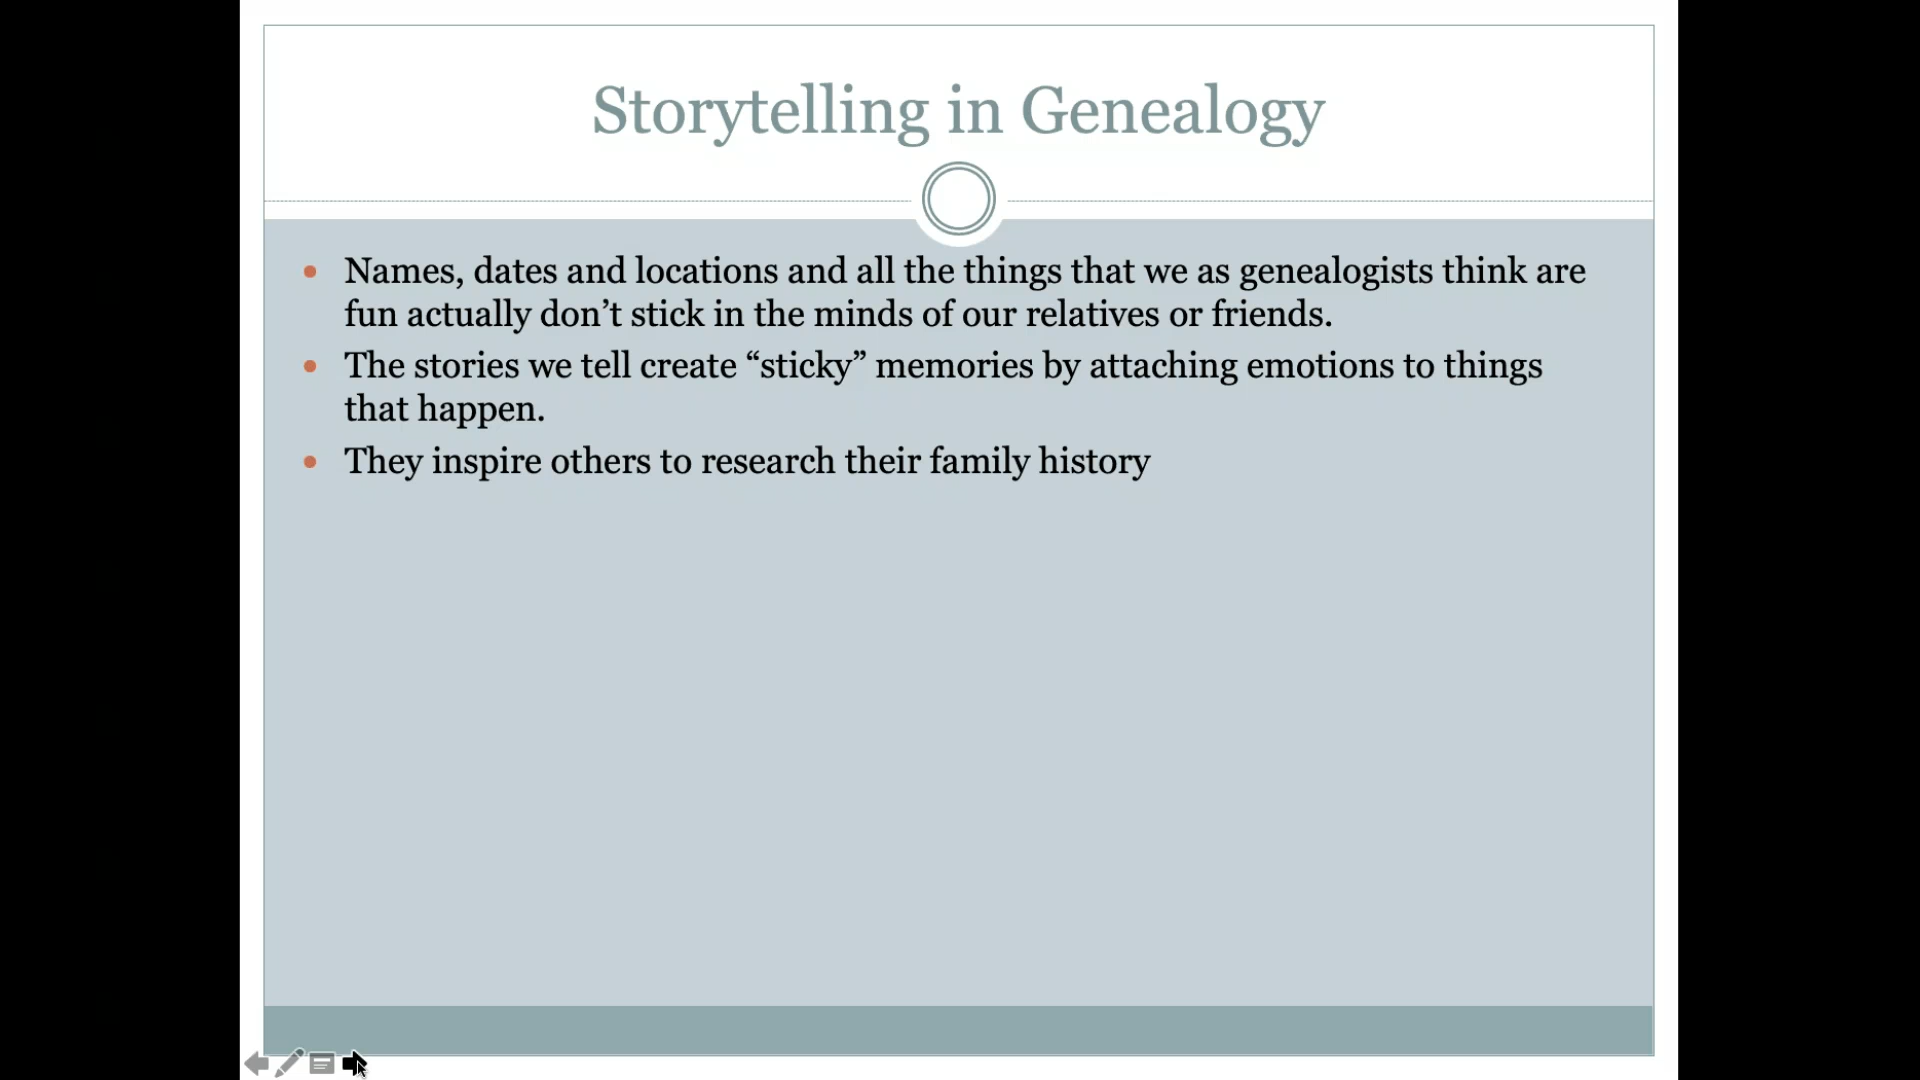 Storytelling in Genealogy
• Names, dates and locations and all the things that we as genealogists think are
fun actually don’t stick in the minds of our relatives or friends.
• The stories we tell create “sticky” memories by attaching emotions to things
that happen.
• They inspire others to research their family history